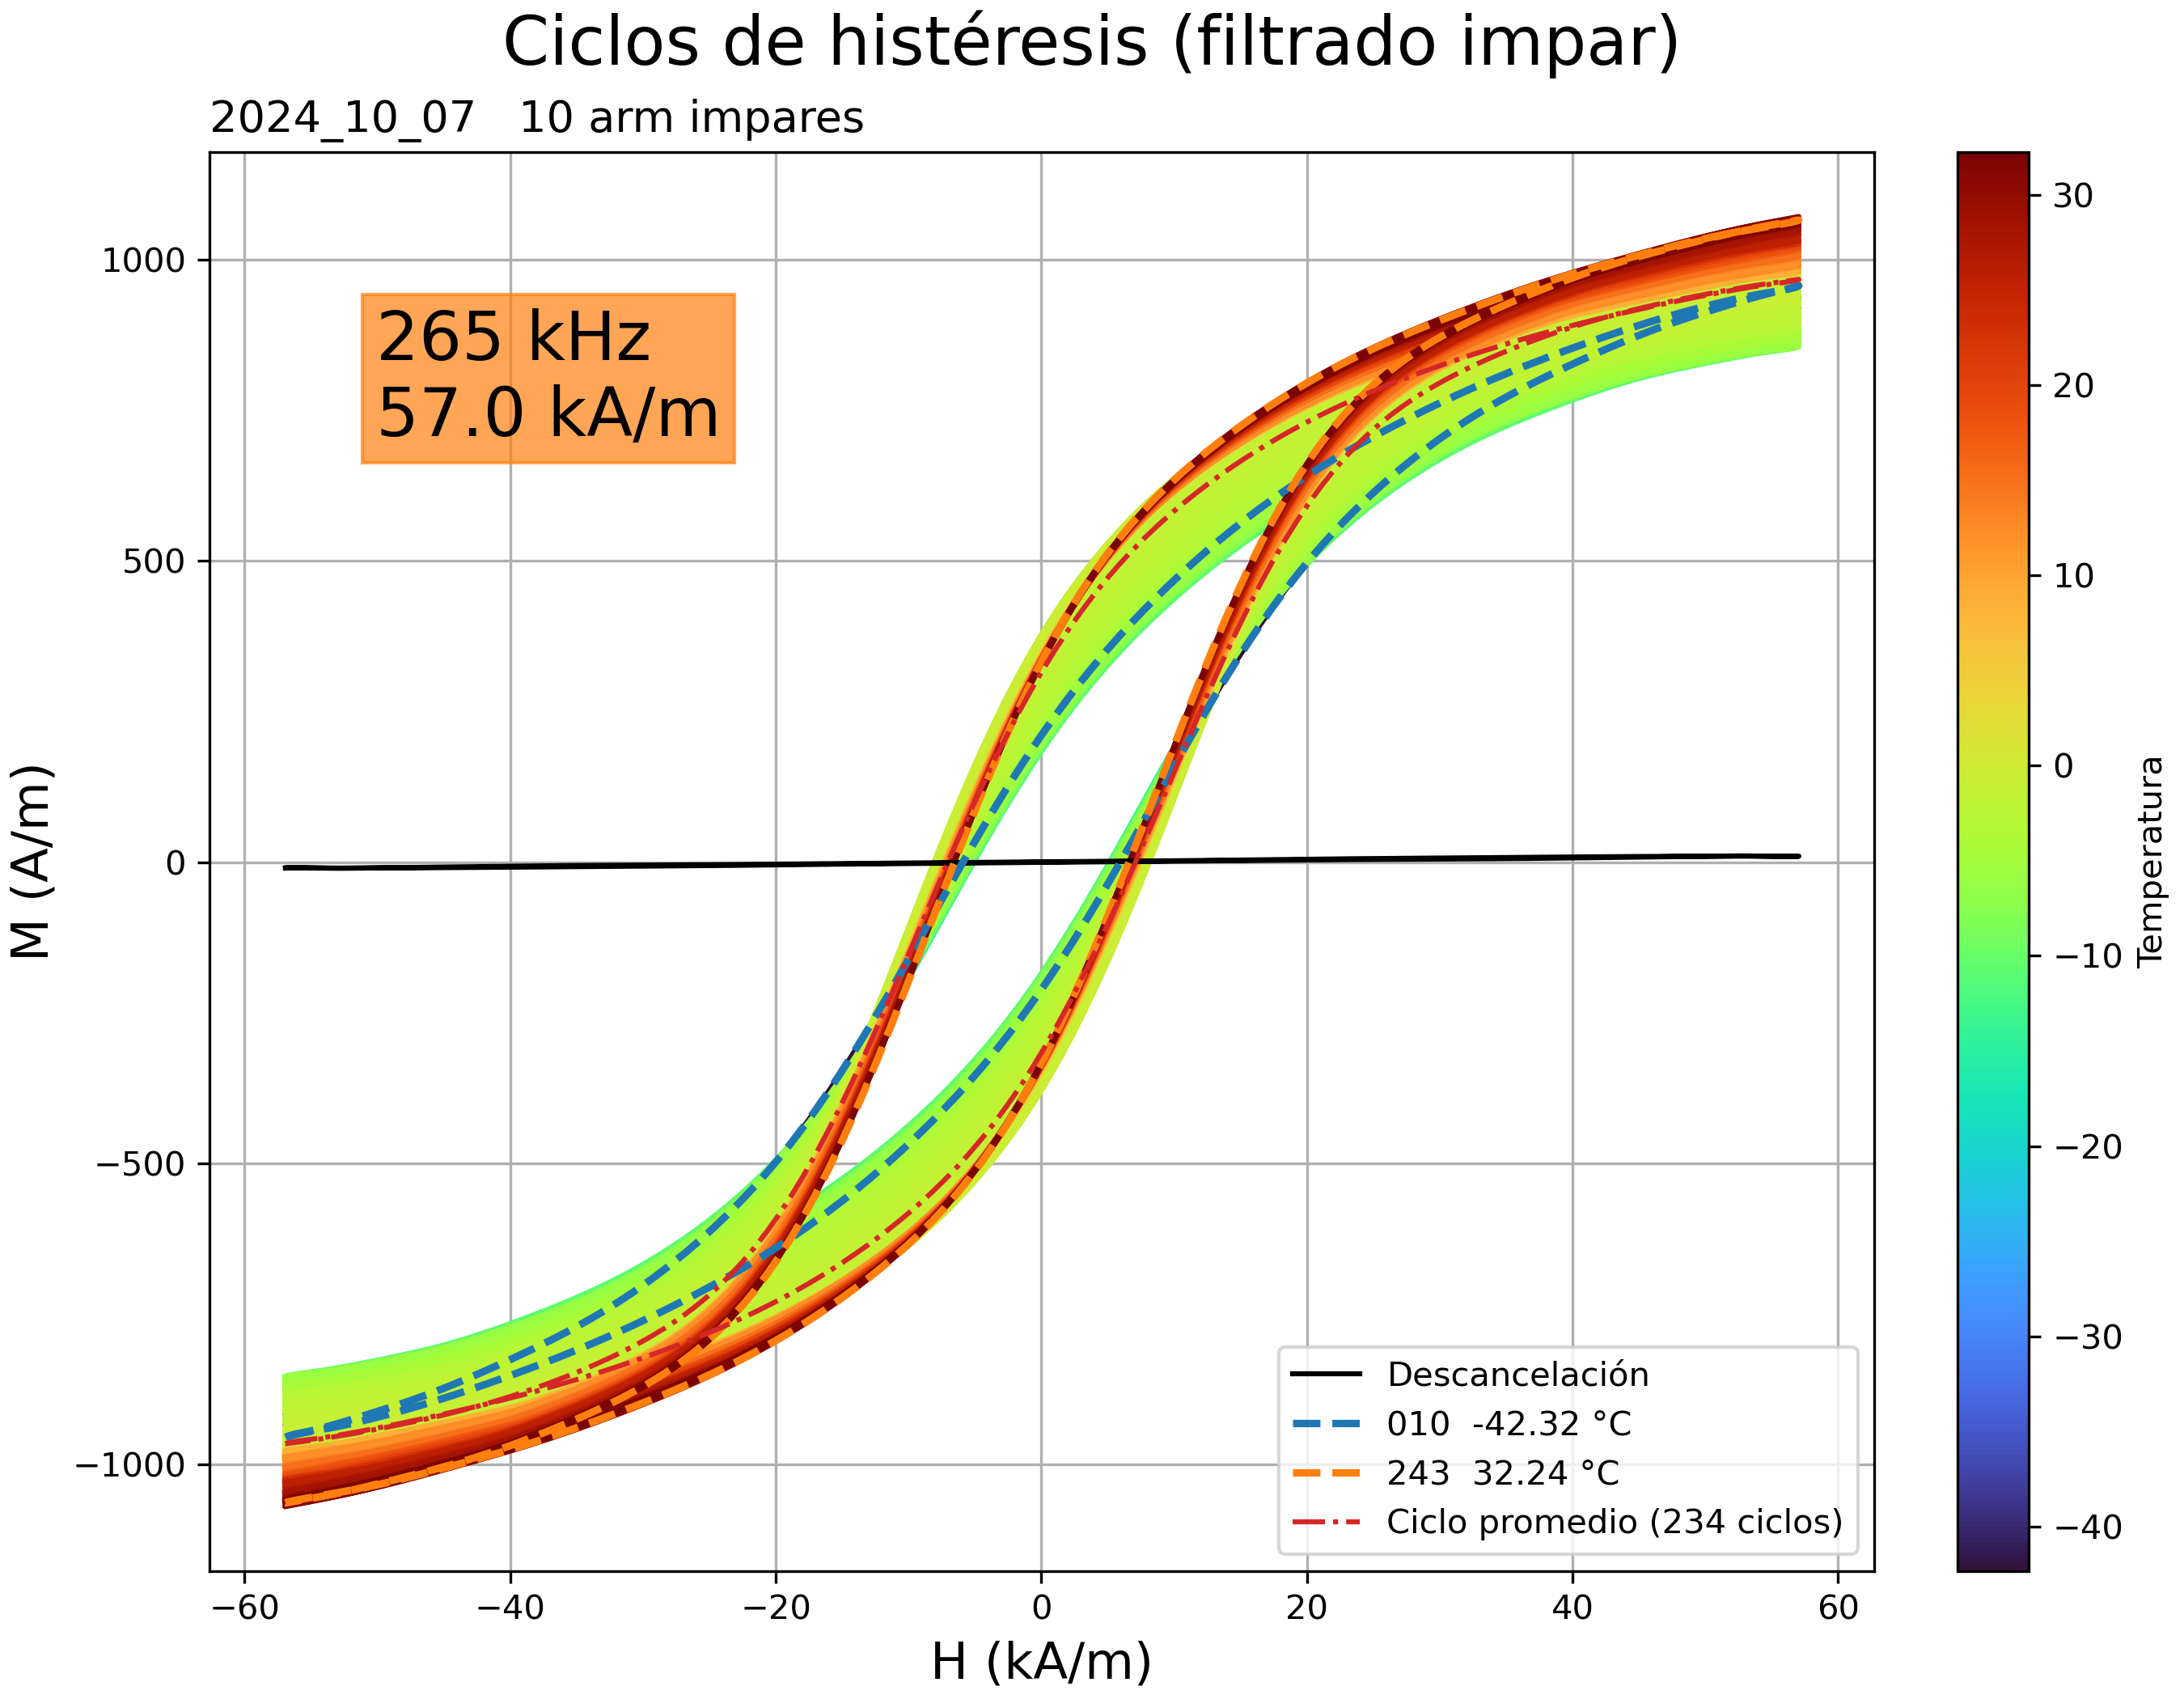 Ciclos de histéresis (filtrado impar)
2024_10_07   10 arm impares
265 kHz
57.0 kA/m
1000
500
0
−500
−1000
M (A/m)
−60
−40
−20
0
20
40
60
H (kA/m)
Descancelación
010  -42.32 °C
243  32.24 °C
Ciclo promedio (234 ciclos)
30
20
10
0
−10
−20
−30
−40
Temperatura